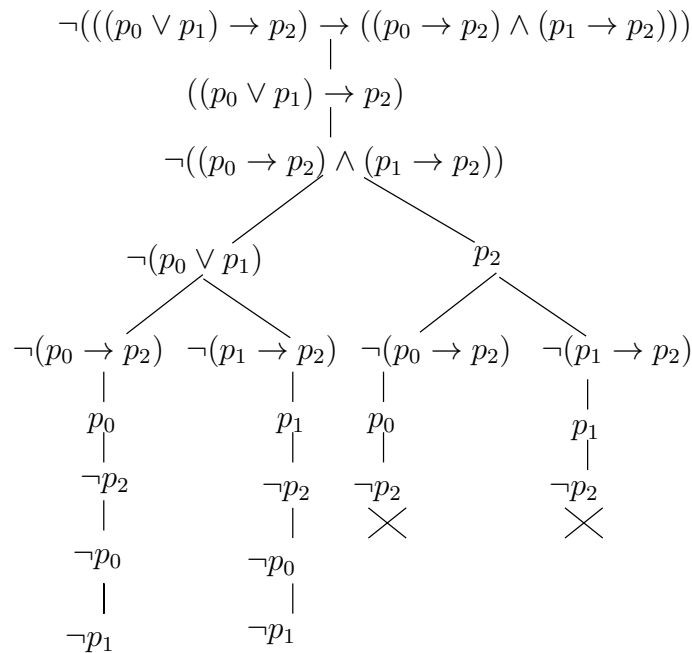 ¬(((p₀ ∨ p₁) → p₂) → ((p₀ → p₂) ∧ (p₁ → p₂)))
((p₀ ∨ p₁) → p₂)
¬((p₀ → p₂) ∧ (p₁ → p₂))
¬(p₀ ∨ p₁) p₂
¬(p₀ → p₂) ¬(p₁ → p₂) ¬(p₀ → p₂) ¬(p₁ → p₂)
p₀ p₁ p₀ p₁
¬p₂ ¬p₂ ¬p₂ ¬p₂
¬p₀ ¬p₀
¬p₁ ¬p₁